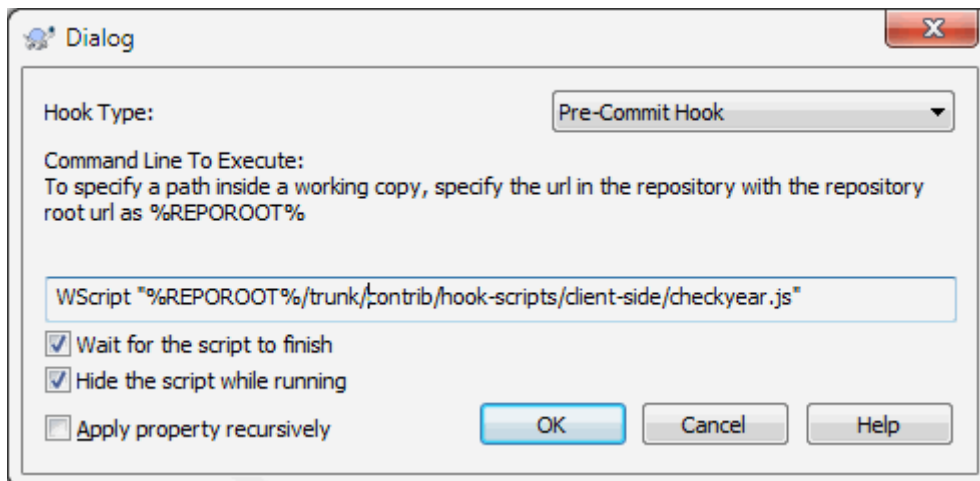 Dialog
Hook Type:
Pre-Commit Hook
Command Line To Execute:
To specify a path inside a working copy, specify the url in the repository with the repository
root url as %REPOROOT%
WScript "%REPOROOT%/trunk/contrib/hook-scripts/client-side/checkyear.js"
Wait for the script to finish
Hide the script while running
Apply property recursively
OK
Cancel
Help